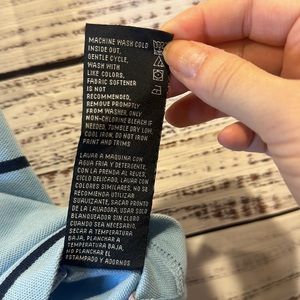 MACHINE WASH COLD
INSIDE OUT,
GENTLE CYCLE,
WASH WITH
LIKE COLORS,
FABRIC SOFTENER
IS NOT
RECOMMENDED,
REMOVE PROMPTLY
FROM WASHER, ONLY
NON-CHLORINE BLEACH IF
NEEDED, TUMBLE DRY LOW,
COOL IRON, DO NOT IRON
PRINT AND TRIMS
LAVAR A MAQUINA CON
AGUA FRIA Y DETERGENTE,
CON LA PRENDA AL REVES,
CICLO DELICADO, LAVAR CON
COLORES SIMILARES, NO SE
RECOMIENDA UTILIZAR
SUAVIZANTE, SACAR PRONTO
DE LA LAVADORA, USAR SOLO
BLANQUEADOR SIN CLORO
CUANDO SEA NECESARIO,
SECAR A TEMPERATURA
BAJA, PLANCHAR A
TEMPERATURA BAJA,
NO PLANCHAR EL
ESTAMPADO Y ADORNOS